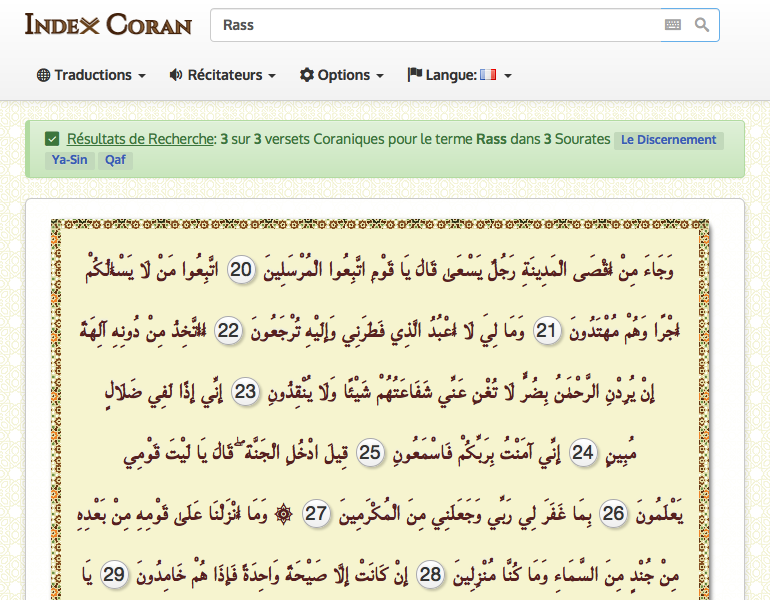 Index Coran
Rass
Traductions Récitateurs Options Langue:
Résultats de Recherche: 3 sur 3 versets Coraniques pour le terme Rass dans 3 Sourates Le Discernement
Ya-Sin Qaf
وَجَاءَ مِنْ أَقْصَى الْمَدِينَةِ رَجُلٌ يَسْعَىٰ قَالَ يَا قَوْمِ اتَّبِعُوا الْمُرْسَلِينَ 20 اتَّبِعُوا مَنْ لَا يَسْأَلُكُمْ
أَجْرًا وَهُمْ مُهْتَدُونَ 21 وَمَا لِيَ لَا أَعْبُدُ الَّذِي فَطَرَنِي وَإِلَيْهِ تُرْجَعُونَ 22 أَأَتَّخِذُ مِنْ دُونِهِ آلِهَةً
إِنْ يُرِدْنِ الرَّحْمَٰنُ بِضُرٍّ لَا تُغْنِ عَنِّي شَفَاعَتُهُمْ شَيْئًا وَلَا يُنْقِذُونِ 23 إِنِّي إِذًا لَفِي ضَلَالٍ
مُبِينٍ 24 إِنِّي آمَنْتُ بِرَبِّكُمْ فَاسْمَعُونِ 25 قِيلَ ادْخُلِ الْجَنَّةَ ۖ قَالَ يَا لَيْتَ قَوْمِي
يَعْلَمُونَ 26 بِمَا غَفَرَ لِي رَبِّي وَجَعَلَنِي مِنَ الْمُكْرَمِينَ 27 ۞ وَمَا أَنْزَلْنَا عَلَىٰ قَوْمِهِ مِنْ بَعْدِهِ
مِنْ جُنْدٍ مِنَ السَّمَاءِ وَمَا كُنَّا مُنْزِلِينَ 28 إِنْ كَانَتْ إِلَّا صَيْحَةً وَاحِدَةً فَإِذَا هُمْ خَامِدُونَ 29 يَا